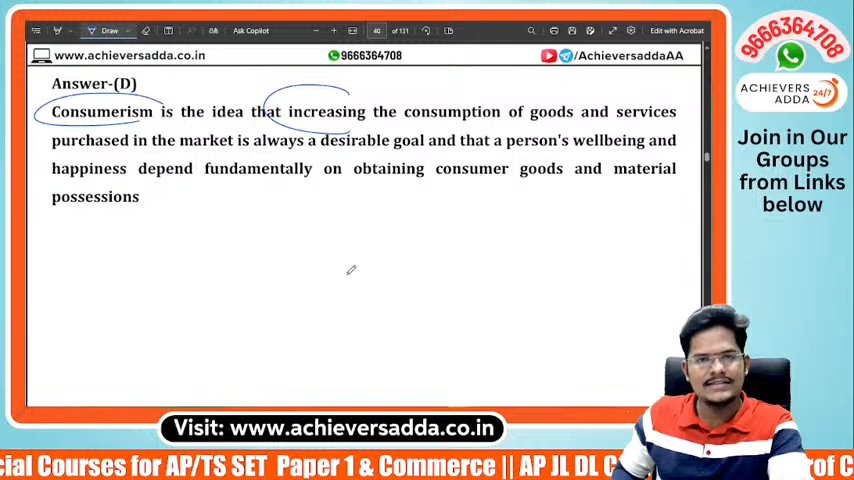 Draw
Ask Copilot
40
of 131
Edit with Acrobat
www.achieversadda.co.in
9666364708
/AchieversaddaAA
Answer-(D)
Consumerism is the idea that increasing the consumption of goods and services
purchased in the market is always a desirable goal and that a person's wellbeing and
happiness depend fundamentally on obtaining consumer goods and material
possessions
9666364708
ACHIEVERS
ADDA
24/7
Join in Our
Groups
from Links
below
Visit: www.achieversadda.co.in
cial Courses for AP/TS SET Paper 1 & Commerce || AP JL DL C
rof C